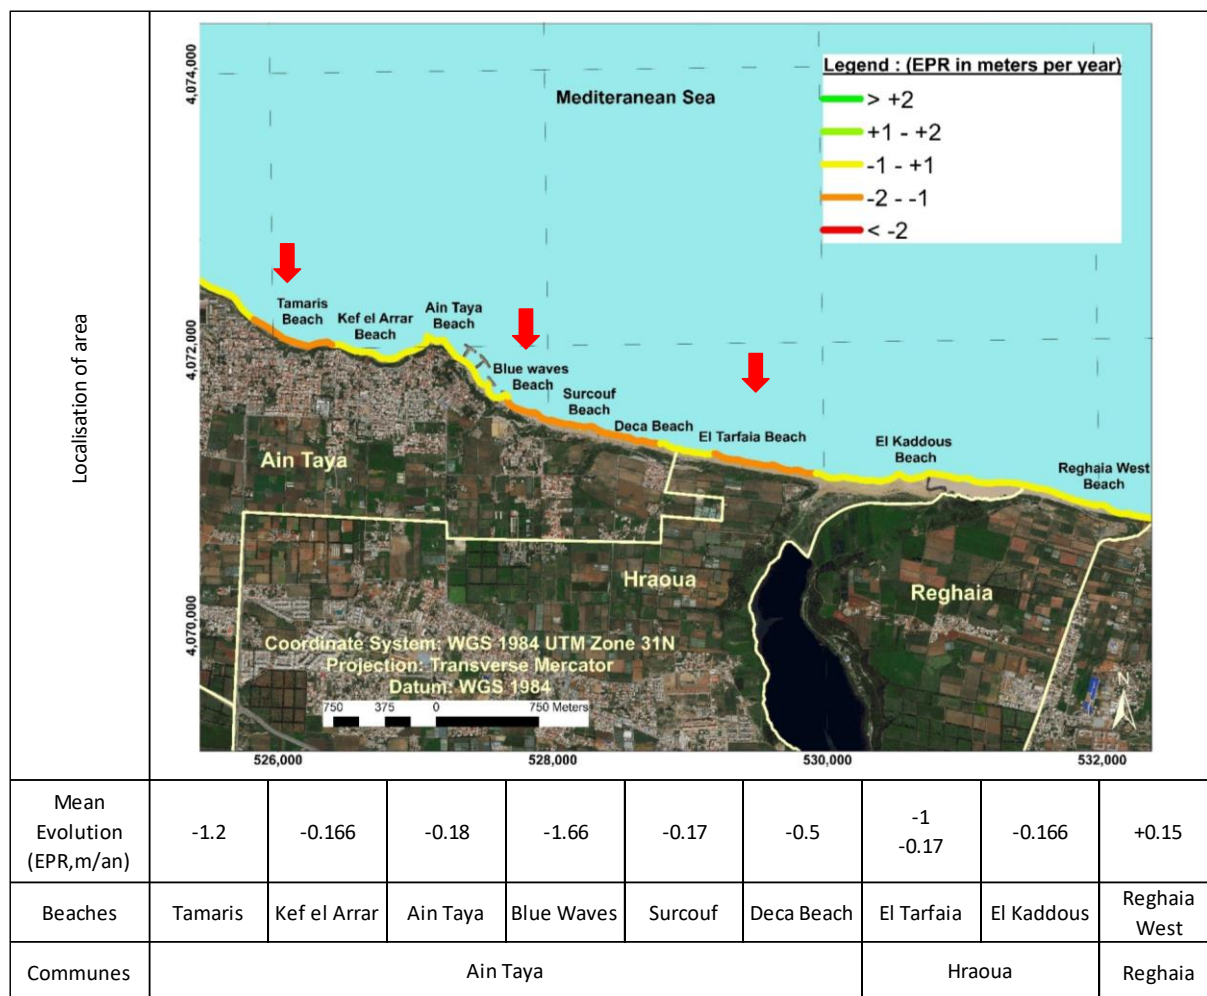 Localisation of area
4,074,000
4,072,000
4,070,000
Mediteranean Sea
Legend : (EPR in meters per year)
> +2
+1 - +2
-1 - +1
-2 - -1
< -2
Tamaris
Beach
Kef el Arrar
Beach
Ain Taya
Beach
Blue waves
Beach
Surcouf
Beach
Deca Beach
El Tarfaia Beach
El Kaddous
Beach
Reghaia West
Beach
Ain Taya
Hraoua
Reghaia
Coordinate System: WGS 1984 UTM Zone 31N
Projection: Transverse Mercator
Datum: WGS 1984
750 375 0 750 Meters
N
526,000 528,000 530,000 532,000
Mean
Evolution
(EPR,m/an)
-1.2
-0.166
-0.18
-1.66
-0.17
-0.5
-1
-0.17
-0.166
+0.15
Beaches
Tamaris
Kef el Arrar
Ain Taya
Blue Waves
Surcouf
Deca Beach
El Tarfaia
El Kaddous
Reghaia
West
Communes
Ain Taya
Hraoua
Reghaia